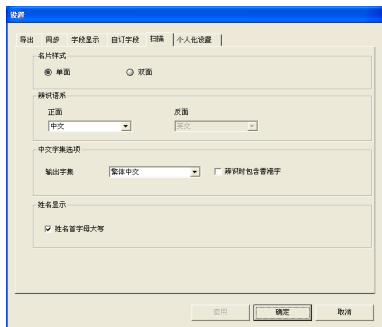 设置
导出 同步 字段显示 自订字段 扫描 个人化设置
名片样式
单面 双面
辨识语系
正面 反面
中文 英文
中文字集选项
输出字集 繁体中文 辨识时包含香港字
姓名显示
姓名首字母大写
套用 确定 取消